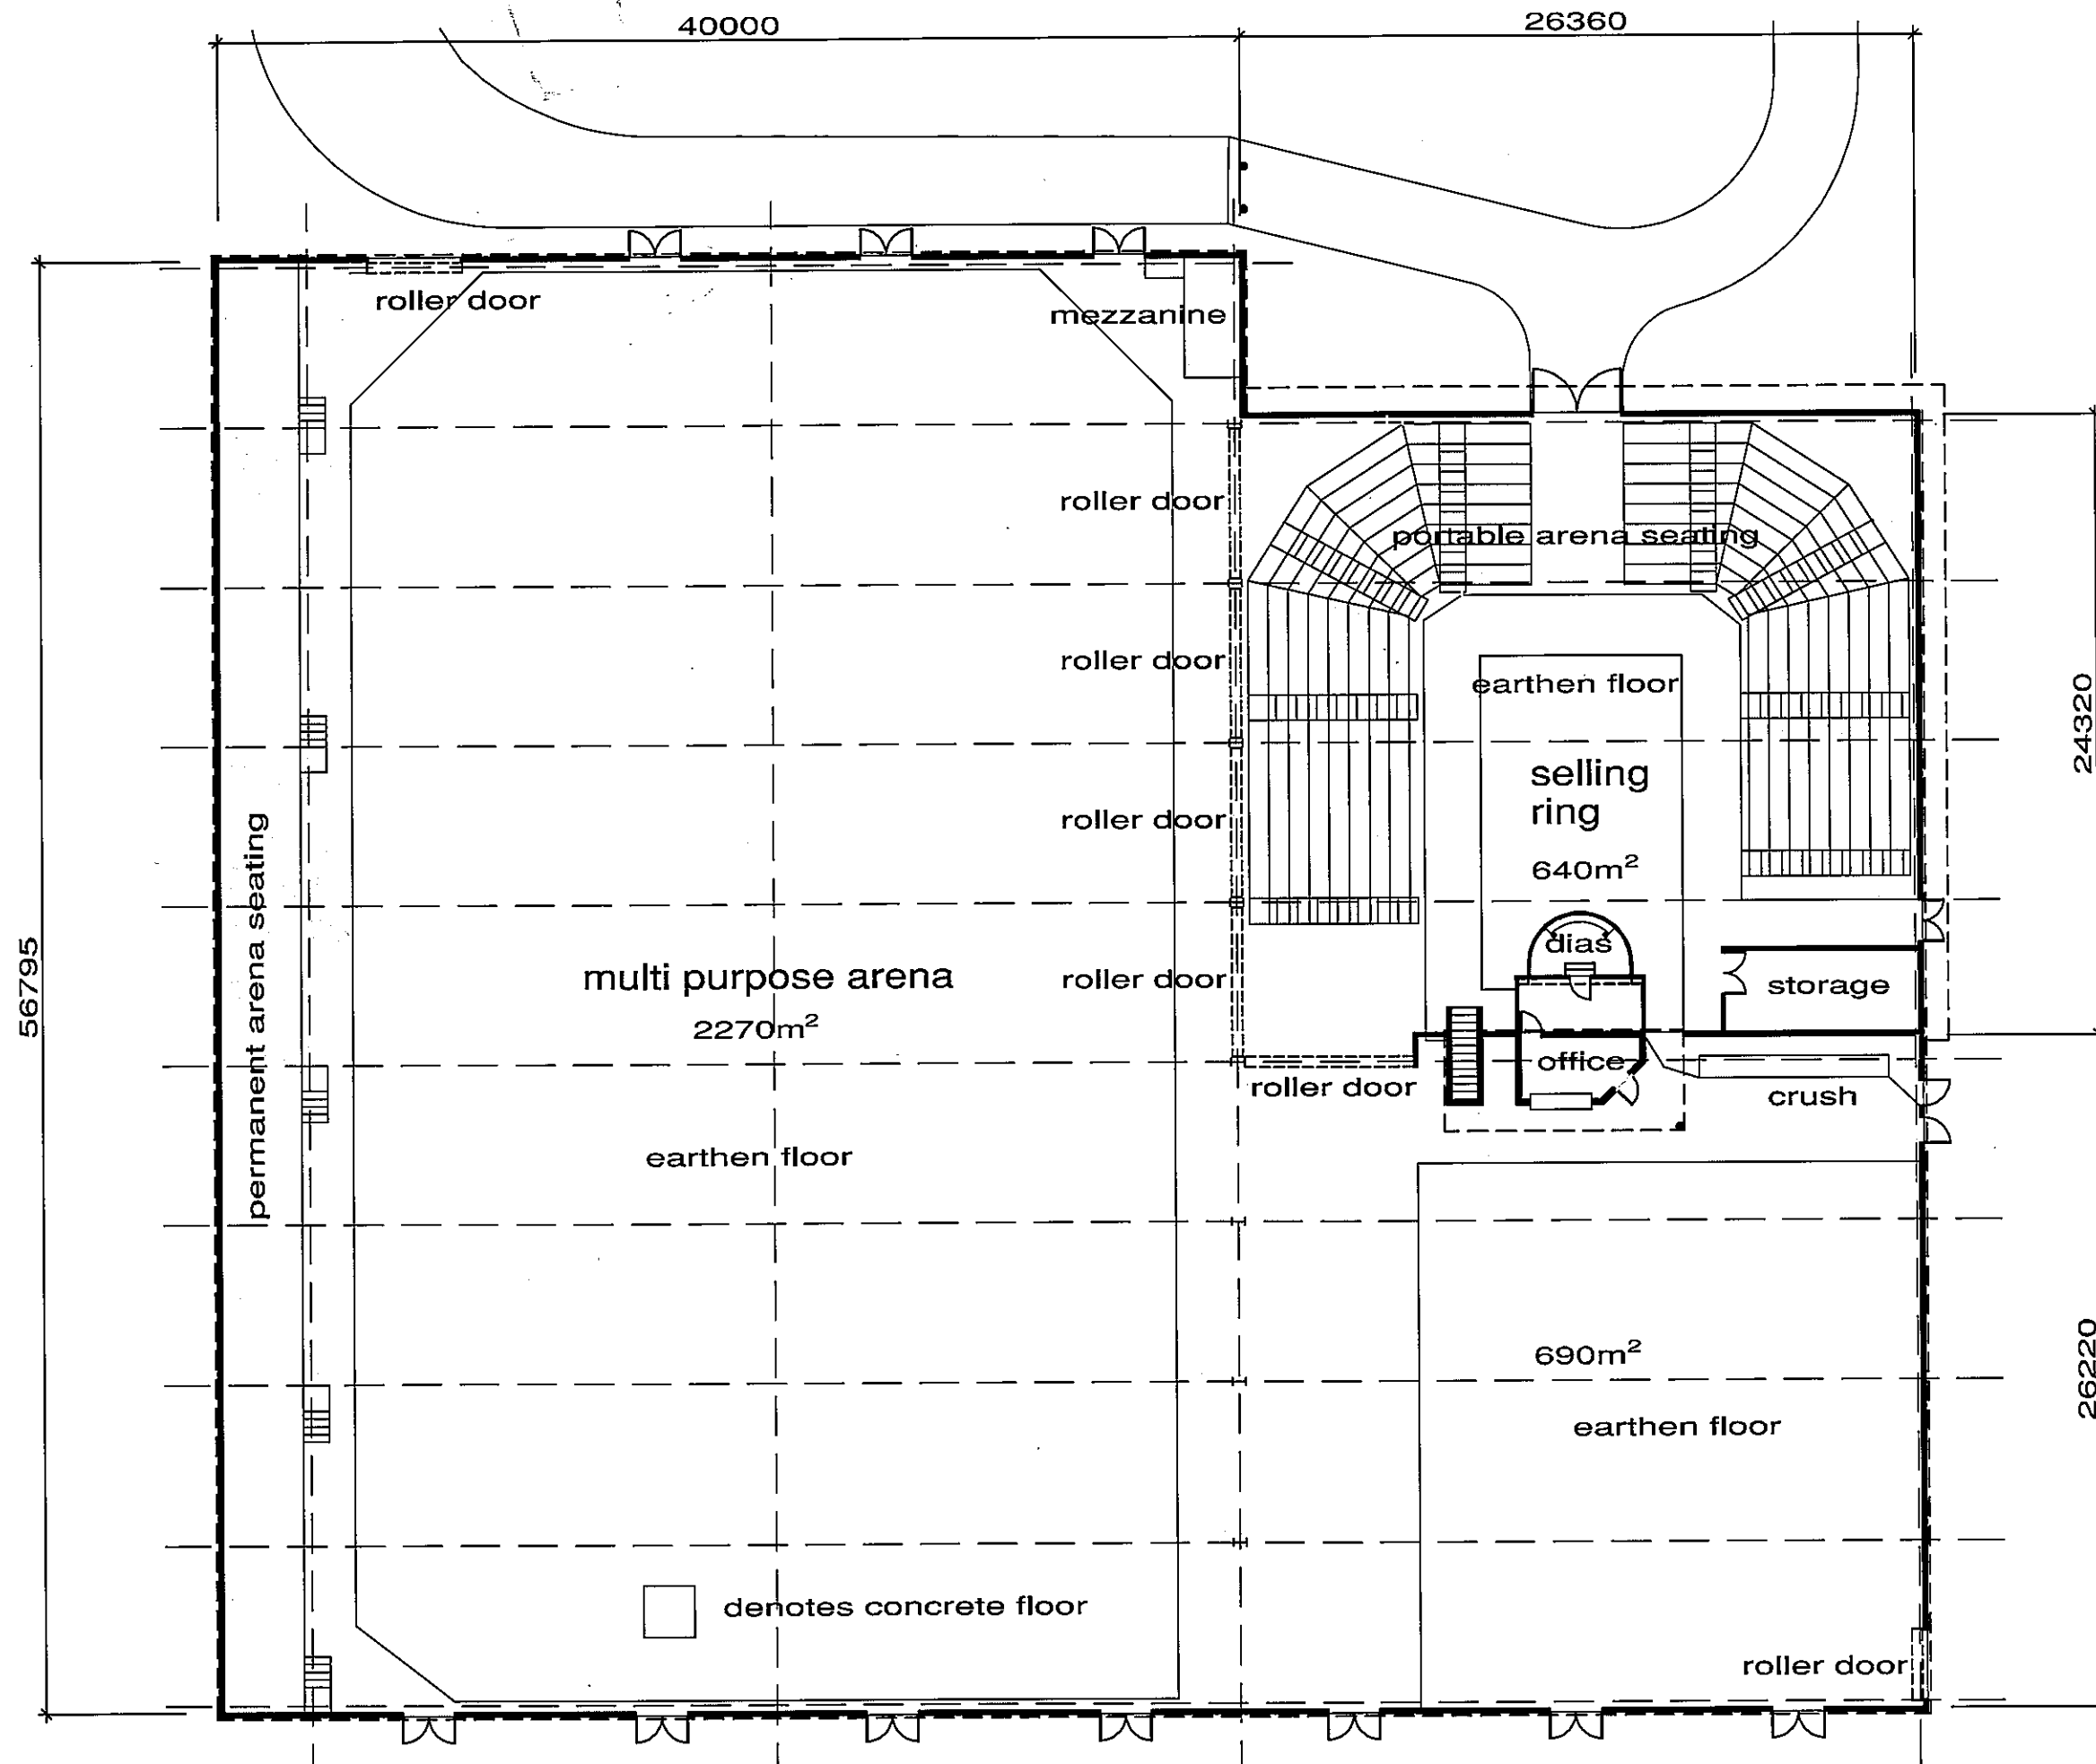 40000
26360
roller door
mezzanine
roller door
portable arena seating
roller door
earthen floor
24320
selling
ring
roller door
640m²
permanent arena seating
56795
dias
multi purpose arena
roller door
storage
2270m²
office
roller door
crush
earthen floor
690m²
26220
earthen floor
denotes concrete floor
roller door